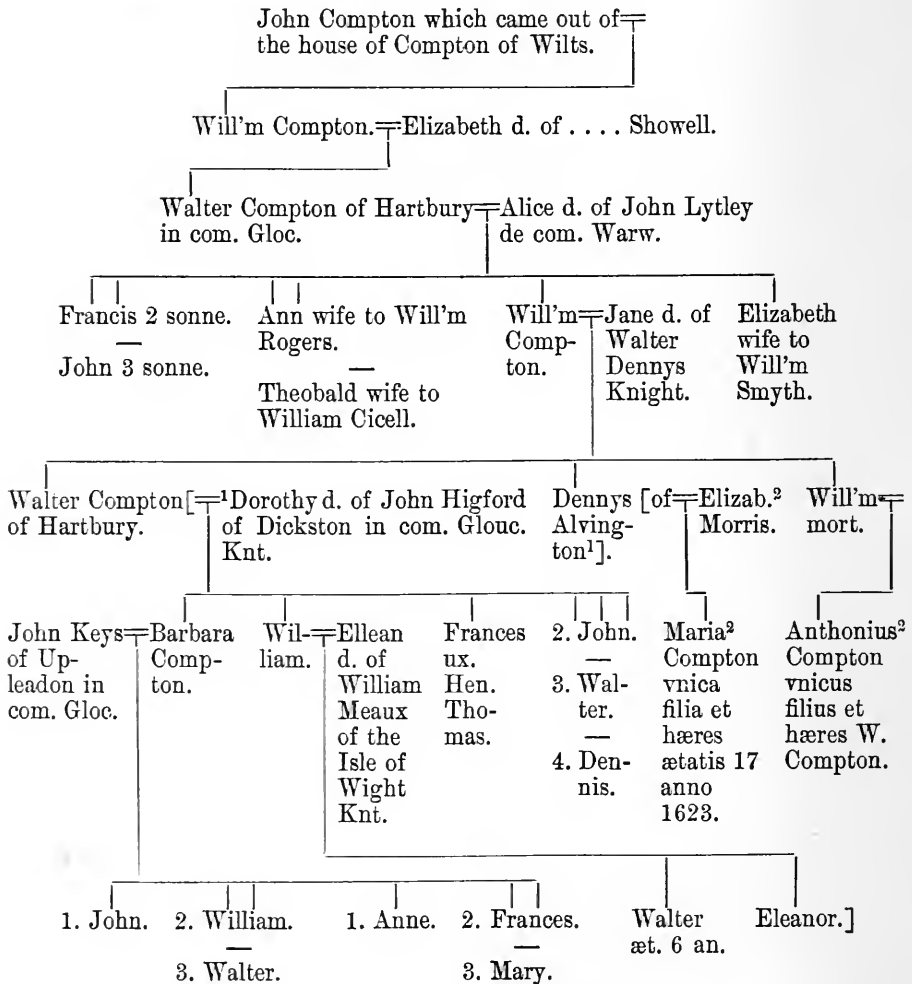 John Compton which came out of
the house of Compton of Wilts.
Will'm Compton.
Elizabeth d. of . . . . Showell.
Walter Compton of Hartbury
in com. Gloc.
Alice d. of John Lytley
de com. Warw.
Francis 2 sonne.
—
John 3 sonne.
Ann wife to Will'm
Rogers.
—
Theobald wife to
William Cicell.
Will'm
Comp-
ton.
Jane d. of
Walter
Dennys
Knight.
Elizabeth
wife to
Will'm
Smyth.
Walter Compton[
of Hartbury.
¹Dorothy d. of John Higford
of Dickston in com. Glouc.
Knt.
Dennys [of
Alving-
ton¹].
Elizab.²
Morris.
Will'm
mort.
John Keys
of Up-
leadon in
com. Gloc.
Barbara
Comp-
ton.
Wil-
liam.
Ellean
d. of
William
Meaux
of the
Isle of
Wight
Knt.
Frances
ux.
Hen.
Tho-
mas.
2. John.
—
3. Wal-
ter.
—
4. Den-
nis.
Maria²
Compton
vnica
filia et
hæres
ætatis 17
anno
1623.
Anthonius²
Compton
vnicus
filius et
hæres W.
Compton.
1. John.
2. William.
—
3. Walter.
1. Anne.
2. Frances.
—
3. Mary.
Walter
æt. 6 an.
Eleanor.]